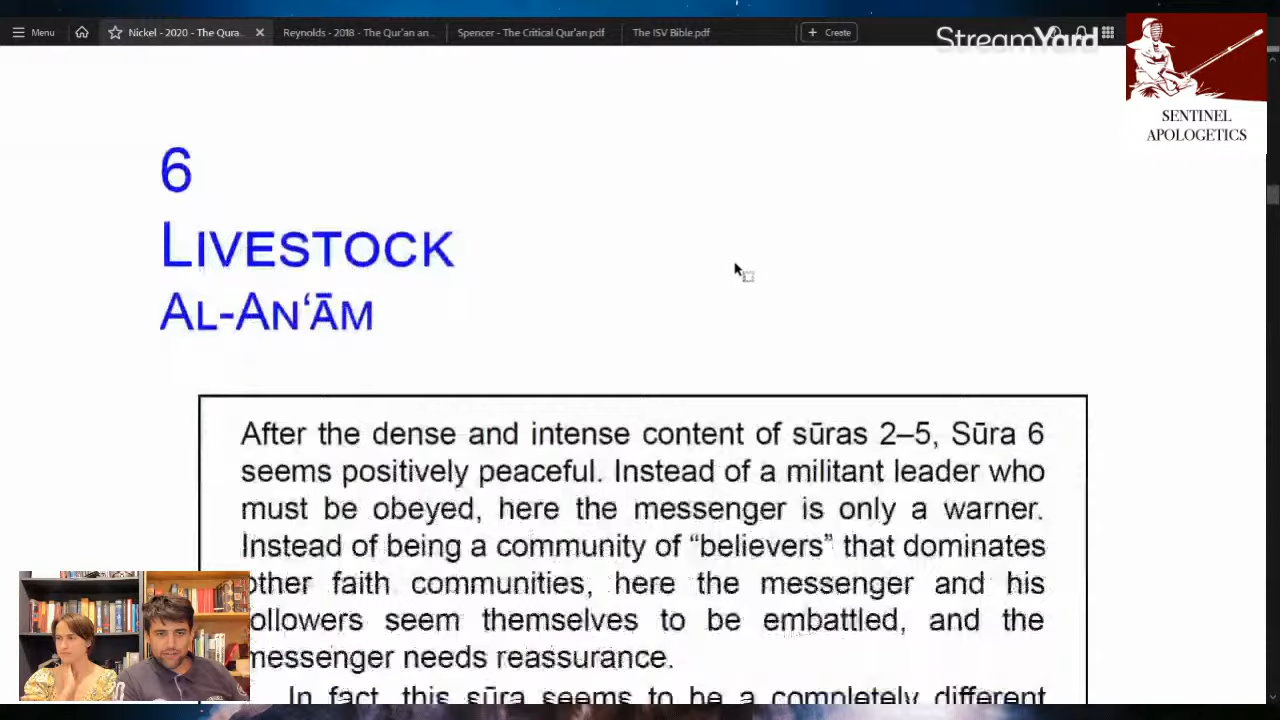 Menu
Nickel - 2020 - The Qura...
Reynolds - 2018 - The Qur'an an...
Spencer - The Critical Qur'an.pdf
The ISV Bible.pdf
Create
StreamYard
SENTINEL
APOLOGETICS
6
LIVESTOCK
AL-AN‘ĀM
After the dense and intense content of sūras 2–5, Sūra 6
seems positively peaceful. Instead of a militant leader who
must be obeyed, here the messenger is only a warner.
Instead of being a community of “believers” that dominates
other faith communities, here the messenger and his
followers seem themselves to be embattled, and the
messenger needs reassurance.
In fact, this sūra seems to be a completely different